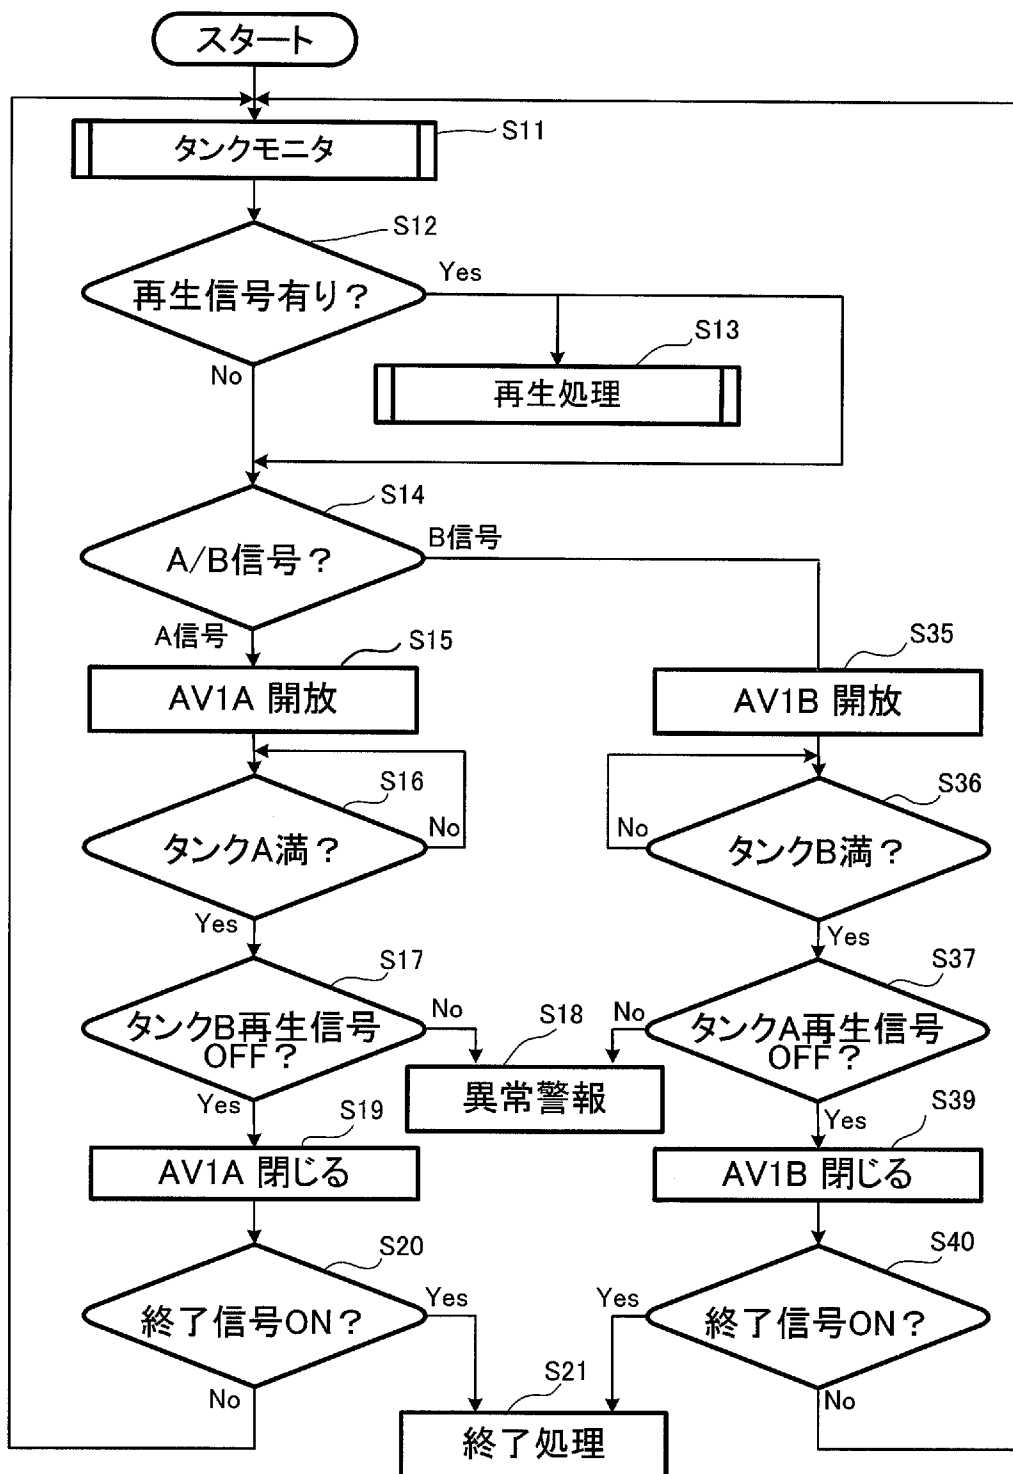 スタート
S11
タンクモニタ
S12
再生信号有り？
Yes
No
S13
再生処理
S14
A/B信号？
B信号
A信号
S15
AV1A 開放
S35
AV1B 開放
S16
タンクA満？
No
Yes
S36
タンクB満？
No
Yes
S17
タンクB再生信号
OFF？
No
Yes
S18
異常警報
S37
タンクA再生信号
OFF？
No
Yes
S19
AV1A 閉じる
S39
AV1B 閉じる
S20
終了信号ON？
Yes
No
S40
終了信号ON？
Yes
No
S21
終了処理